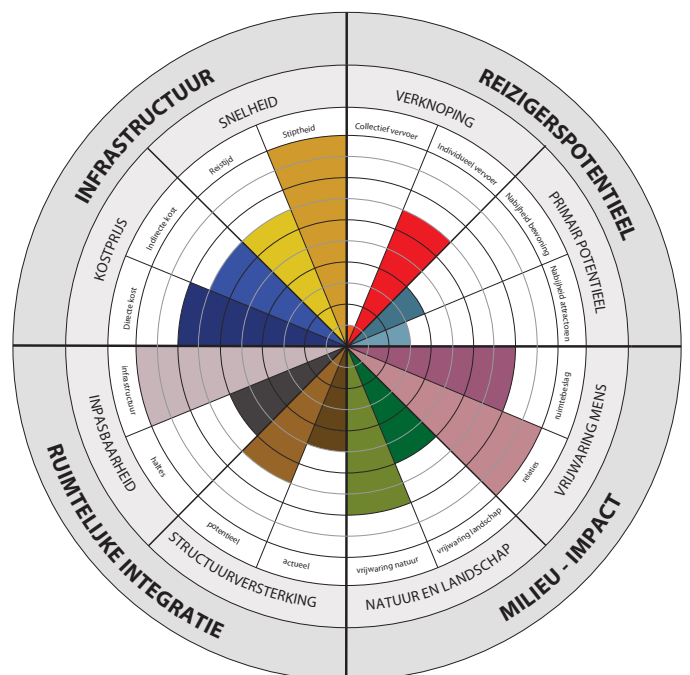 INFRASTRUCTUUR
REIZIGERSPOTENTIEEL
SNELHEID
VERKNOPING
Stiptheid
Collectief vervoer
Reistijd
Individueel vervoer
KOSTPRIJS
PRIMAIR POTENTIEEL
Indirecte kost
Nabijheid bewoning
Directe kost
Nabijheid attractoren
infrastructuur
ruimtebeslag
INPASBAARHEID
VRIJWARING MENS
haltes
relaties
potentieel
vrijwaring landschap
actueel
vrijwaring natuur
STRUCTUURVERSTERKING
NATUUR EN LANDSCHAP
RUIMTELIJKE INTEGRATIE
MILIEU - IMPACT